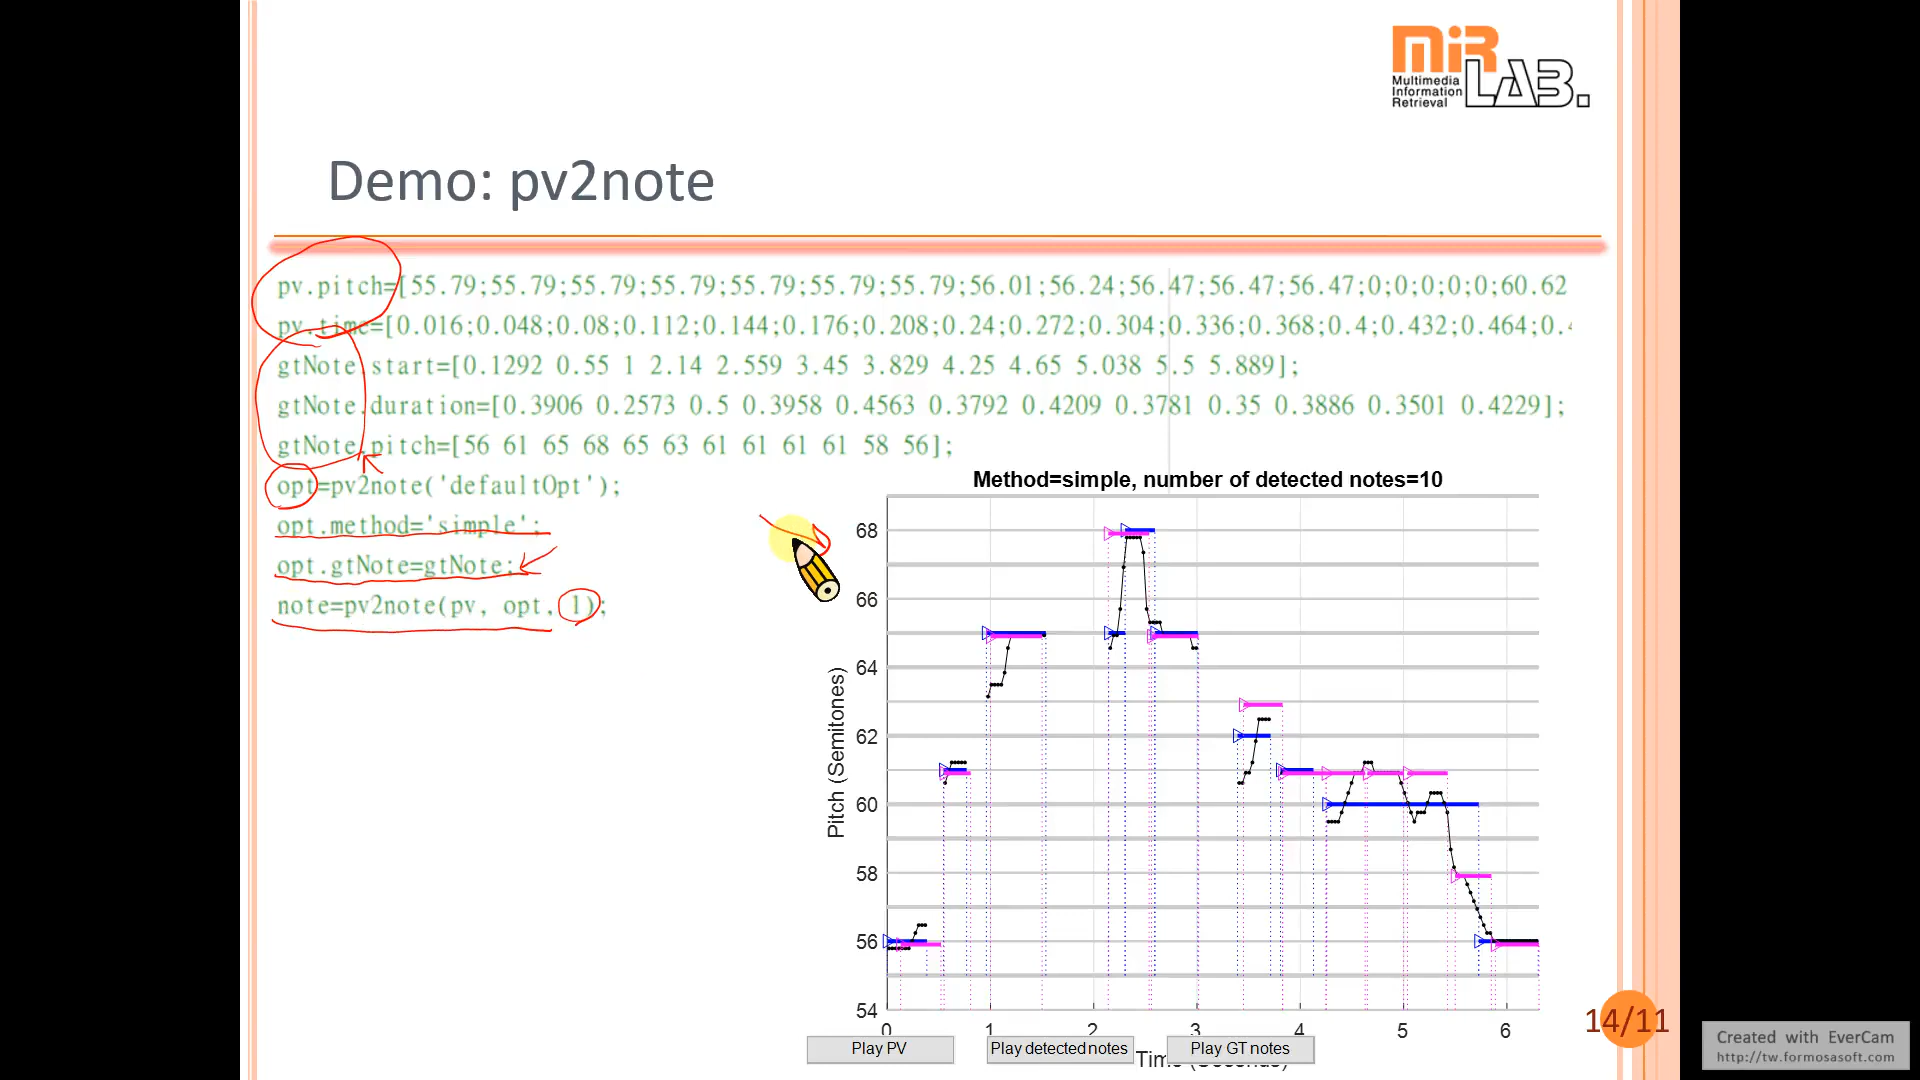 MiR
Multimedia
Information
Retrieval
LAB.
Demo: pv2note
pv.pitch=[55.79;55.79;55.79;55.79;55.79;55.79;55.79;56.01;56.24;56.47;56.47;56.47;0;0;0;0;0;60.62
pv.time=[0.016;0.048;0.08;0.112;0.144;0.176;0.208;0.24;0.272;0.304;0.336;0.368;0.4;0.432;0.464;0.4
gtNote.start=[0.1292 0.55 1 2.14 2.559 3.45 3.829 4.25 4.65 5.038 5.5 5.889];
gtNote.duration=[0.3906 0.2573 0.5 0.3958 0.4563 0.3792 0.4209 0.3781 0.35 0.3886 0.3501 0.4229];
gtNote.pitch=[56 61 65 68 65 63 61 61 61 61 58 56];
opt=pv2note('defaultOpt');
opt.method='simple';
opt.gtNote=gtNote;
note=pv2note(pv, opt, 1);
Method=simple, number of detected notes=10
68
66
64
62
60
58
56
54
Pitch (Semitones)
0 1 2 3 4 5 6
Time (Seconds)
Play PV
Play detected notes
Play GT notes
14/11
Created with EverCam
http://tw.formosasoft.com